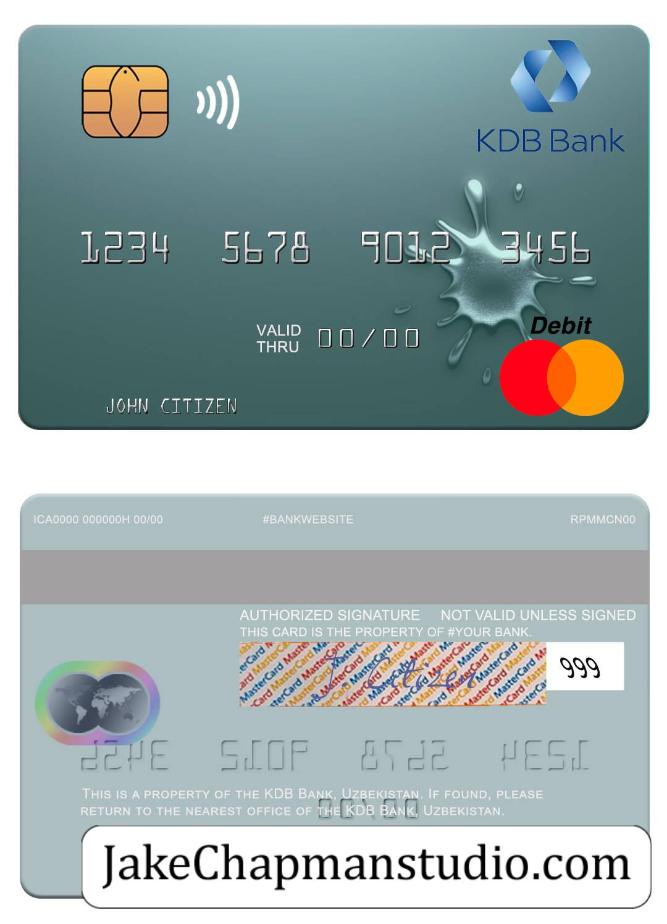 KDB Bank
1234 5678 9012 3456
Debit
VALID
THRU 00/00
JOHN CITIZEN
ICA0000 000000H 00/00 #BANKWEBSITE RPMMCN00
AUTHORIZED SIGNATURE NOT VALID UNLESS SIGNED
THIS CARD IS THE PROPERTY OF #YOUR BANK.
MasterCard MasterCard MasterCard
999
THIS IS A PROPERTY OF THE KDB BANK, UZBEKISTAN. IF FOUND, PLEASE
RETURN TO THE NEAREST OFFICE OF THE KDB BANK, UZBEKISTAN.
JakeChapmanstudio.com